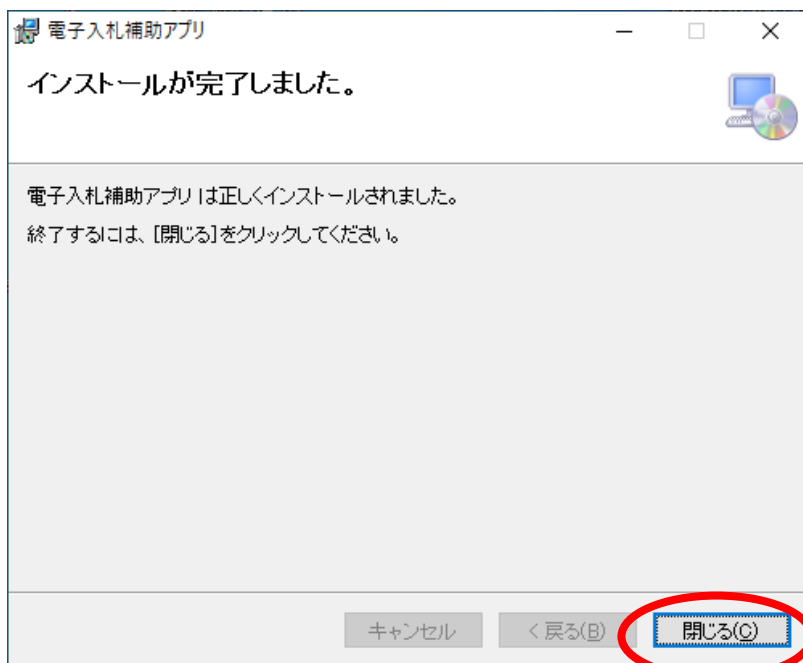 電子入札補助アプリ
インストールが完了しました。
電子入札補助アプリ は正しくインストールされました。
終了するには、[閉じる]をクリックしてください。
キャンセル
< 戻る(B)
閉じる(C)